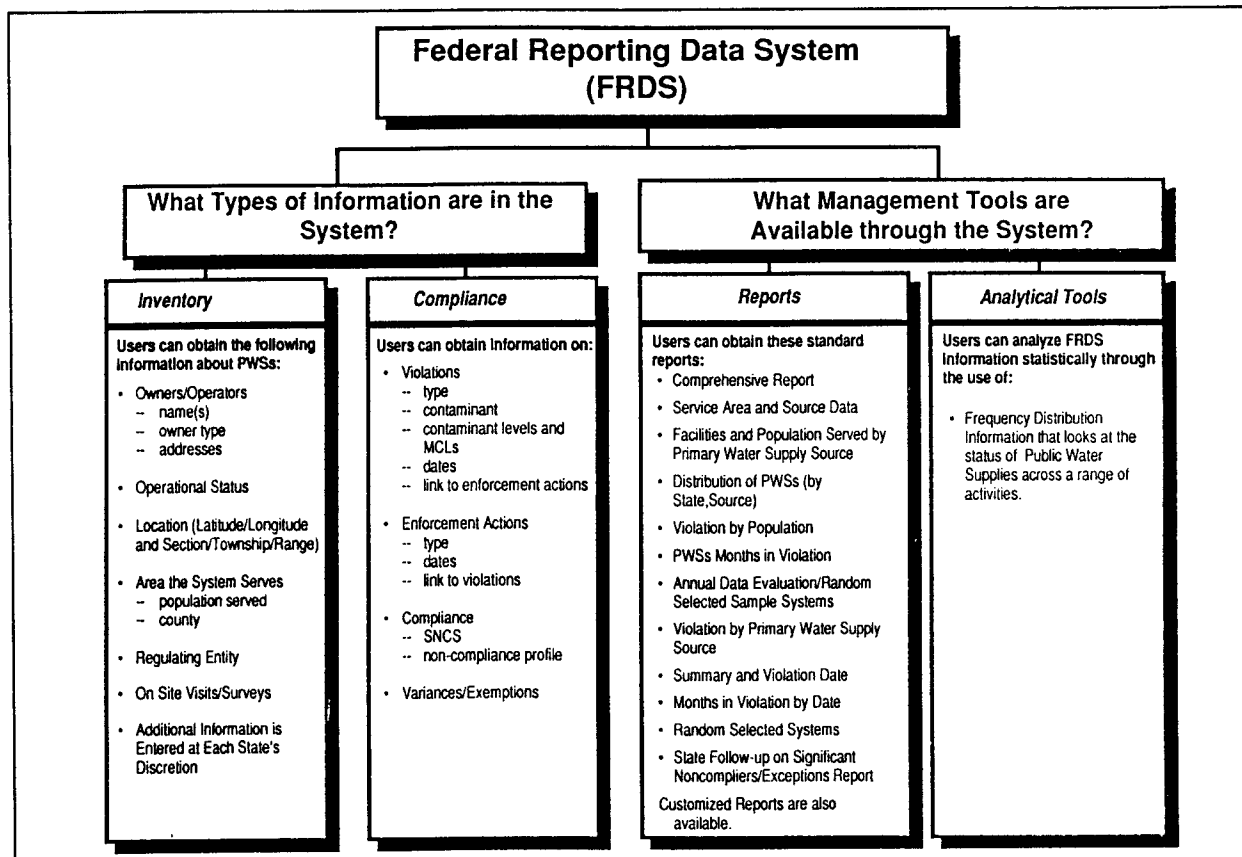 Federal Reporting Data System
(FRDS)
What Types of Information are in the
System?
What Management Tools are
Available through the System?
Inventory
Users can obtain the following
information about PWSs:
• Owners/Operators
-- name(s)
-- owner type
-- addresses
• Operational Status
• Location (Latitude/Longitude
and Section/Township/Range)
• Area the System Serves
-- population served
-- county
• Regulating Entity
• On Site Visits/Surveys
• Additional Information is
Entered at Each State's
Discretion
Compliance
Users can obtain information on:
• Violations
-- type
-- contaminant
-- contaminant levels and
MCLs
-- dates
-- link to enforcement actions
• Enforcement Actions
-- type
-- dates
-- link to violations
• Compliance
-- SNCS
-- non-compliance profile
• Variances/Exemptions
Reports
Users can obtain these standard
reports:
• Comprehensive Report
• Service Area and Source Data
• Facilities and Population Served by
Primary Water Supply Source
• Distribution of PWSs (by
State,Source)
• Violation by Population
• PWSs Months in Violation
• Annual Data Evaluation/Random
Selected Sample Systems
• Violation by Primary Water Supply
Source
• Summary and Violation Date
• Months in Violation by Date
• Random Selected Systems
• State Follow-up on Significant
Noncompliers/Exceptions Report
Customized Reports are also
available.
Analytical Tools
Users can analyze FRDS
Information statistically through
the use of:
• Frequency Distribution
Information that looks at the
status of Public Water
Supplies across a range of
activities.